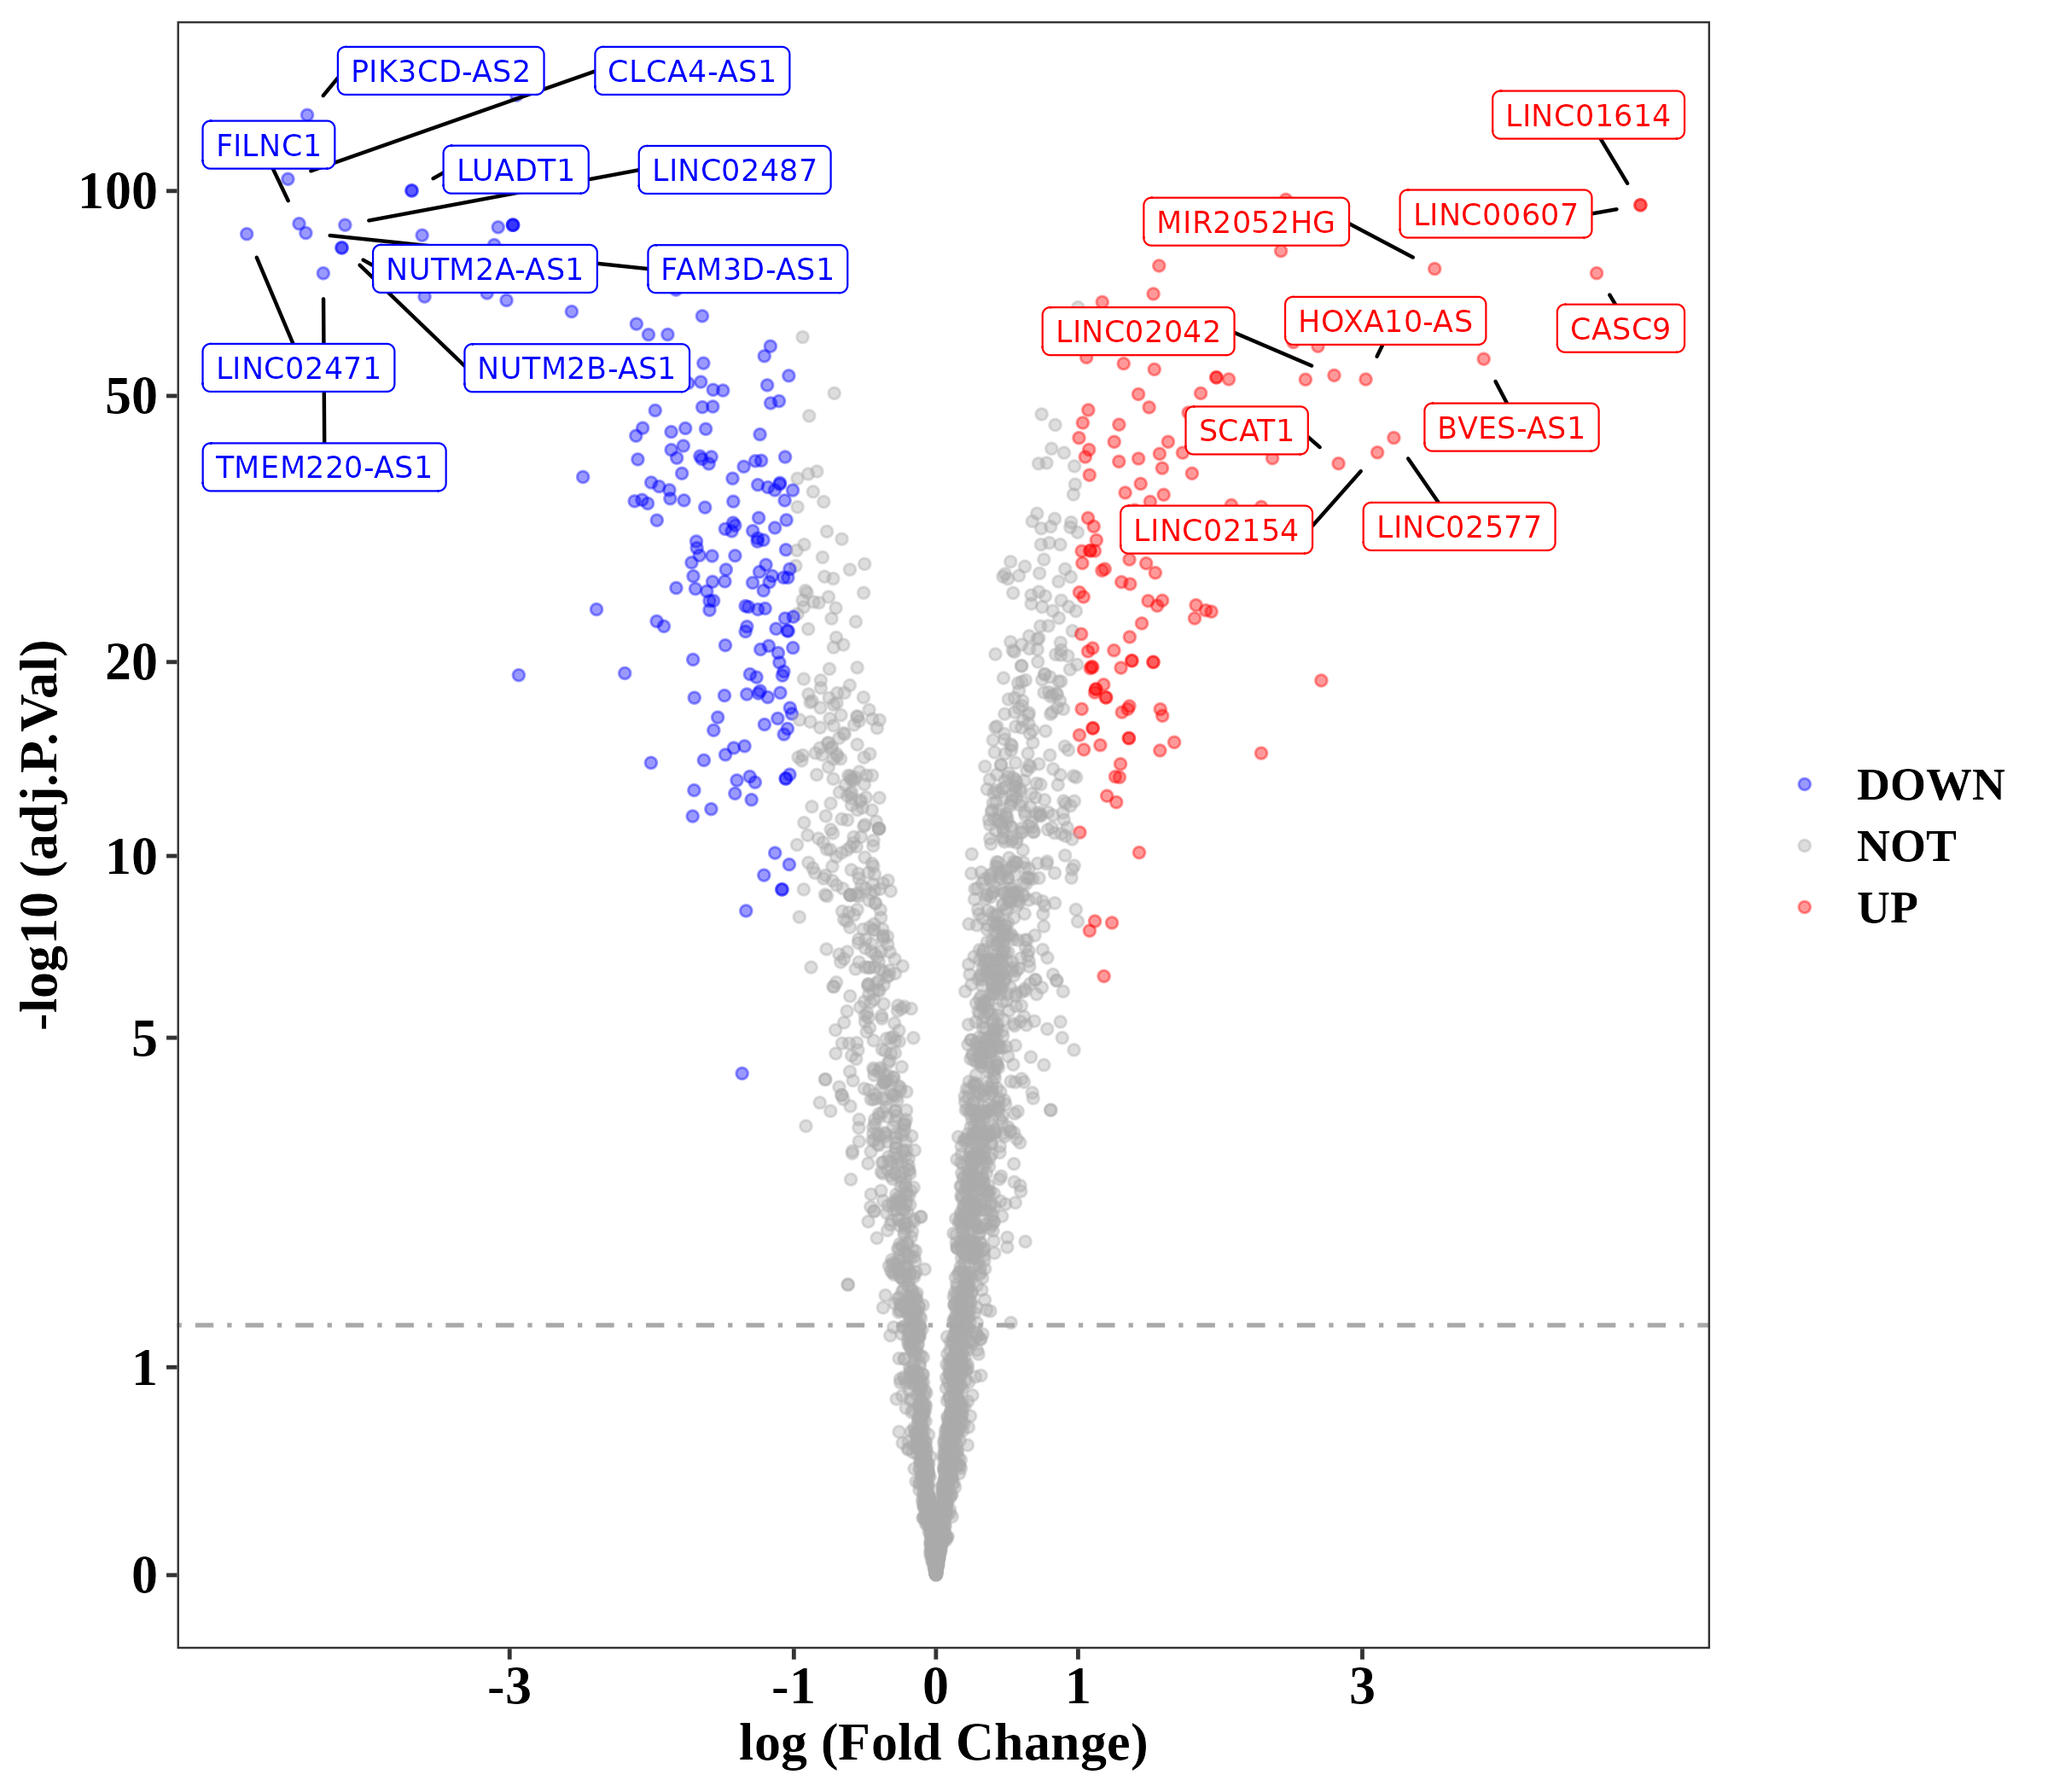 PIK3CD-AS2
CLCA4-AS1
LINC01614
FILNC1
LUADT1
LINC02487
100
MIR2052HG
LINC00607
NUTM2A-AS1
FAM3D-AS1
LINC02042
HOXA10-AS
CASC9
LINC02471
NUTM2B-AS1
50
SCAT1
BVES-AS1
TMEM220-AS1
LINC02154
LINC02577
20
-log10 (adj.P.Val)
DOWN
NOT
UP
10
5
1
0
-3
-1
0
1
3
log (Fold Change)